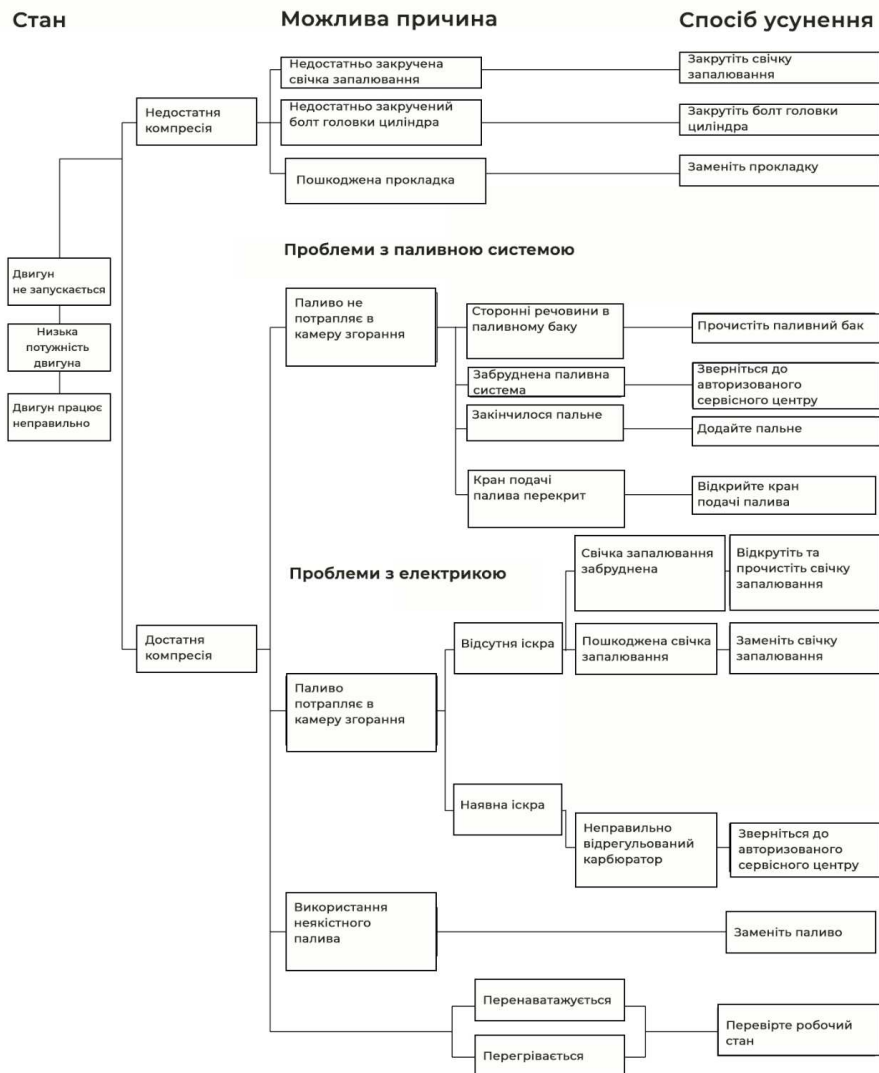 Стан
Можлива причина
Спосіб усунення
Недостатньо закручена
свічка запалювання
Закрутіть свічку
запалювання
Недостатня
компресія
Недостатньо закручений
болт головки циліндра
Закрутіть болт головки
циліндра
Пошкоджена прокладка
Заменіть прокладку
Проблеми з паливною системою
Двигун
не запускається
Низька
потужність
двигуна
Двигун працює
неправильно
Паливо не
потрапляє в
камеру згорання
Сторонні речовини в
паливному баку
Прочистіть паливний бак
Забруднена паливна
система
Зверніться до
авторизованого
сервісного центру
Закінчилося пальне
Додайте пальне
Кран подачі
палива перекрит
Відкрийте кран
подачі палива
Проблеми з електрикою
Свічка запалювання
забруднена
Відкрутіть та
прочистіть свічку
запалювання
Достатня
компресія
Відсутня іскра
Пошкоджена свічка
запалювання
Заменіть свічку
запалювання
Паливо
потрапляє в
камеру згорання
Наявна іскра
Неправильно
відрегульований
карбюратор
Зверніться до
авторизованого
сервісного центру
Використання
неякістного
палива
Заменіть паливо
Перенаватажується
Перегрівається
Перевірте робочий
стан